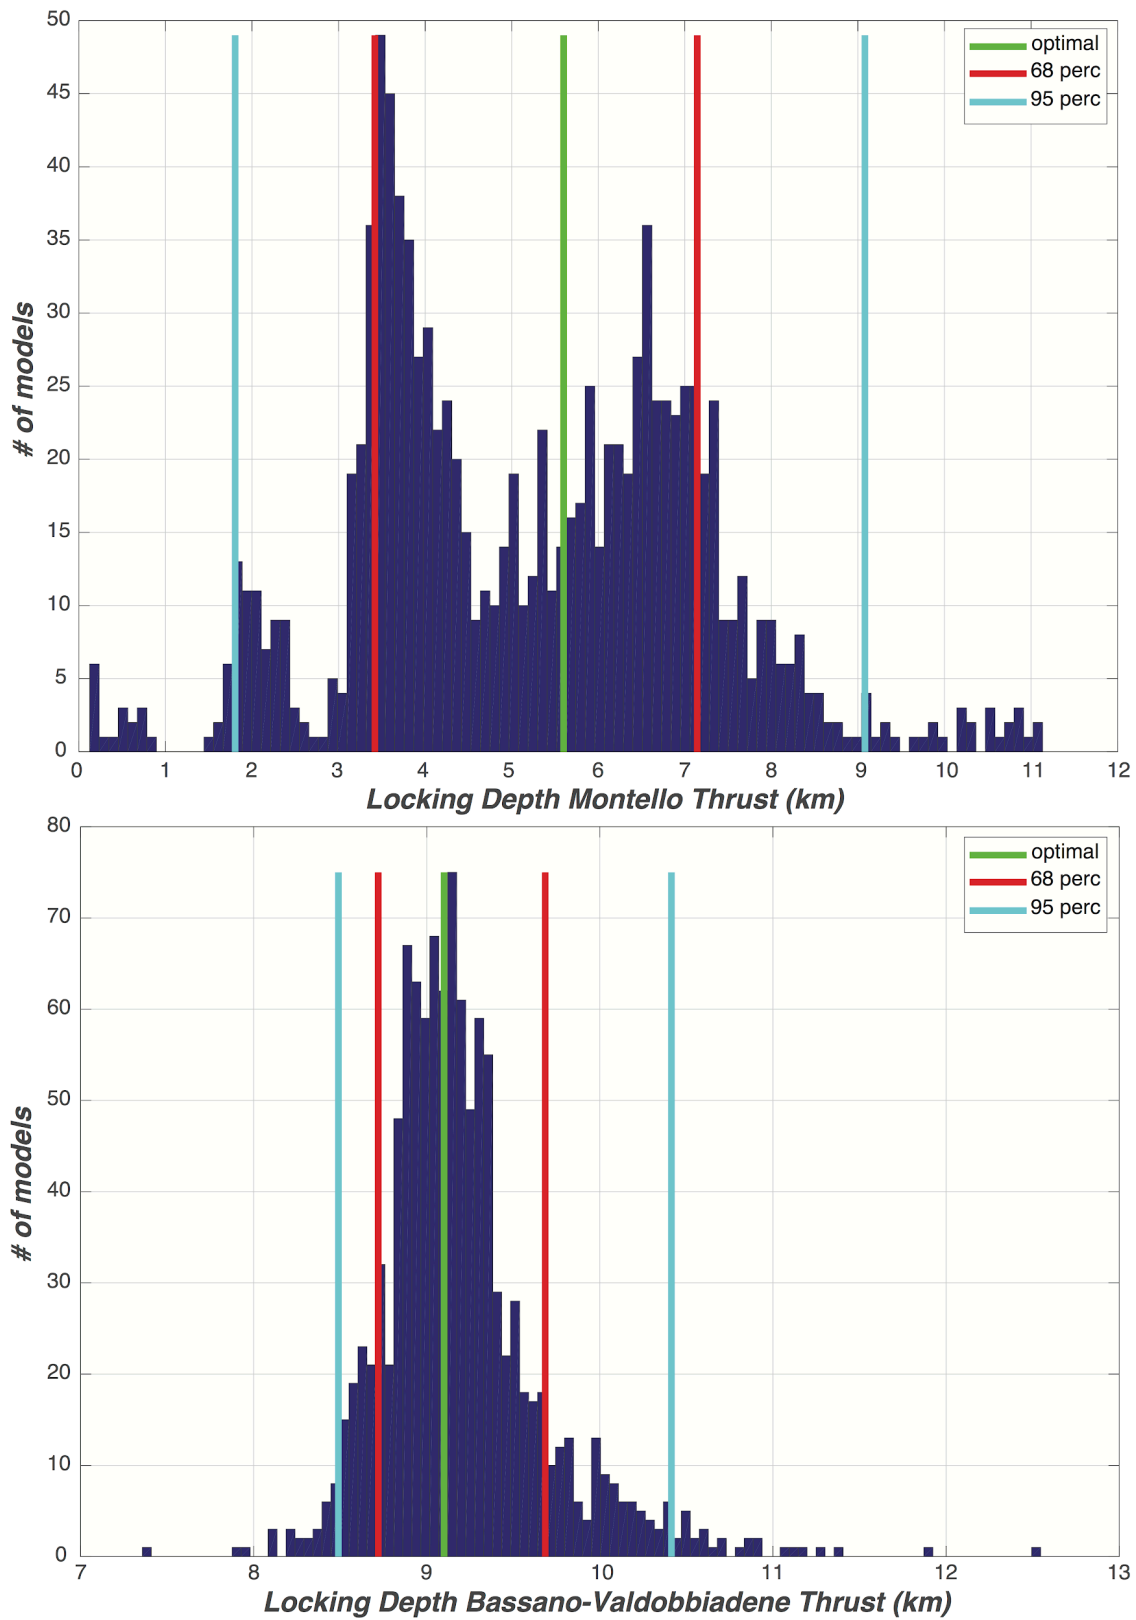 50
45
40
35
30
25
20
15
10
5
0
# of models
optimal
68 perc
95 perc
0 1 2 3 4 5 6 7 8 9 10 11 12
Locking Depth Montello Thrust (km)
80
70
60
50
40
30
20
10
0
# of models
optimal
68 perc
95 perc
7 8 9 10 11 12 13
Locking Depth Bassano-Valdobbiadene Thrust (km)